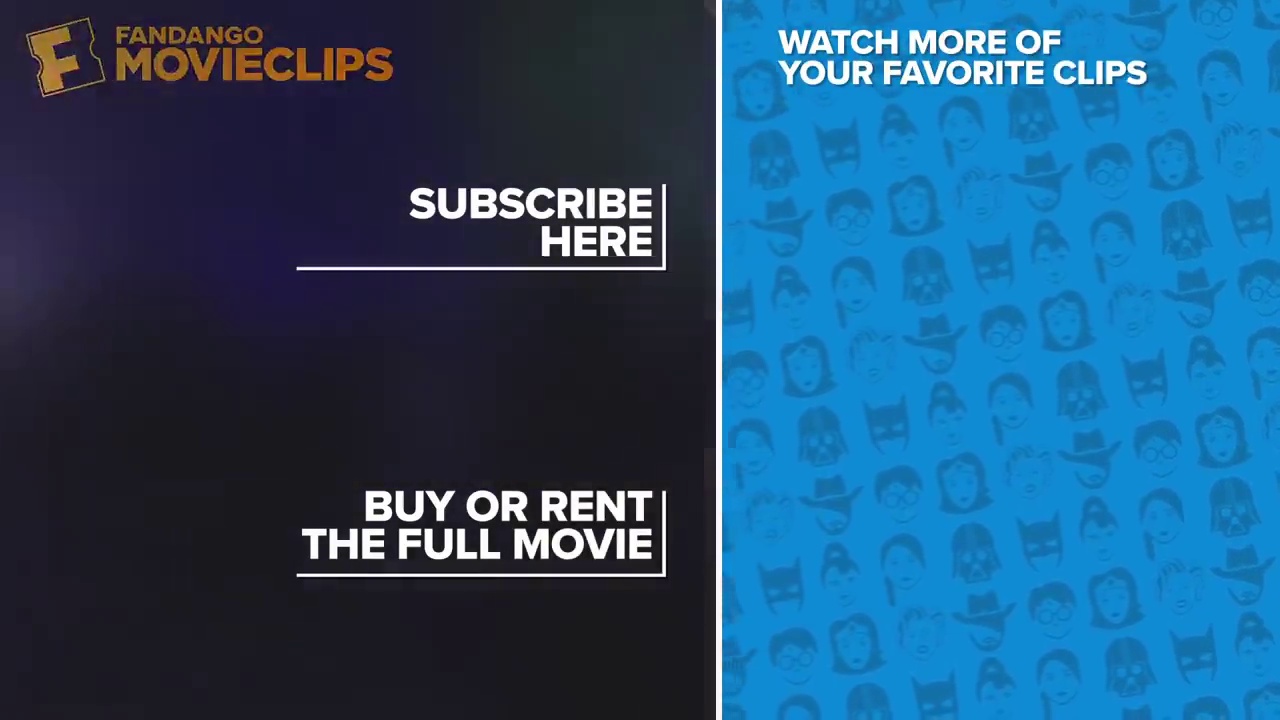 FANDANGO
MOVIECLIPS
SUBSCRIBE
HERE
BUY OR RENT
THE FULL MOVIE
WATCH MORE OF
YOUR FAVORITE CLIPS